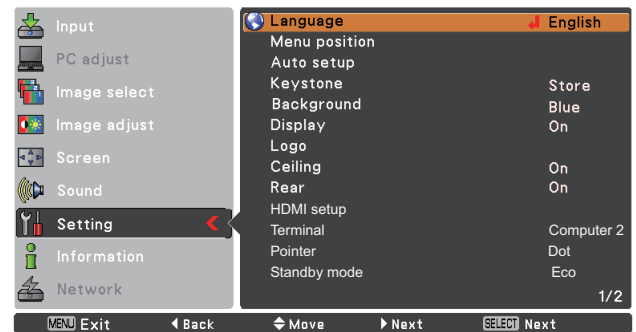 Input
PC adjust
Image select
Image adjust
Screen
Sound
Setting
Information
Network
Language English
Menu position
Auto setup
Keystone Store
Background Blue
Display On
Logo
Ceiling On
Rear On
HDMI setup
Terminal Computer 2
Pointer Dot
Standby mode Eco
1/2
MENU Exit Back Move Next SELECT Next